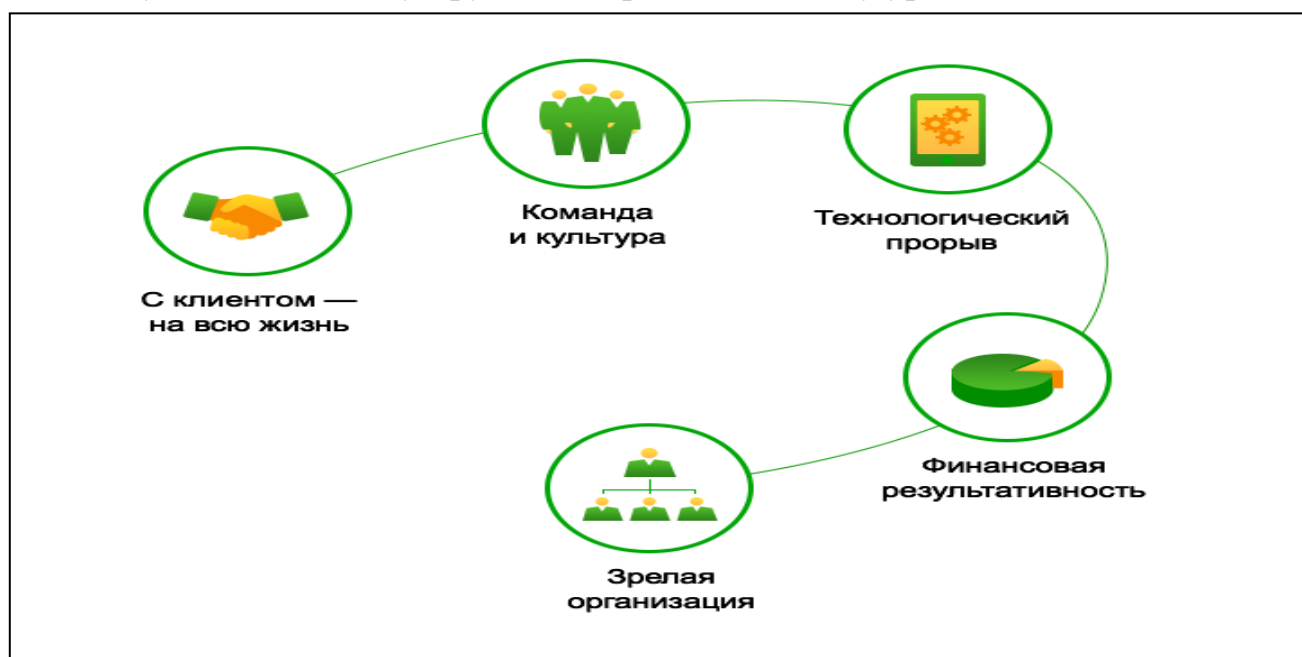 С клиентом —
на всю жизнь
Команда
и культура
Технологический
прорыв
Финансовая
результативность
Зрелая
организация